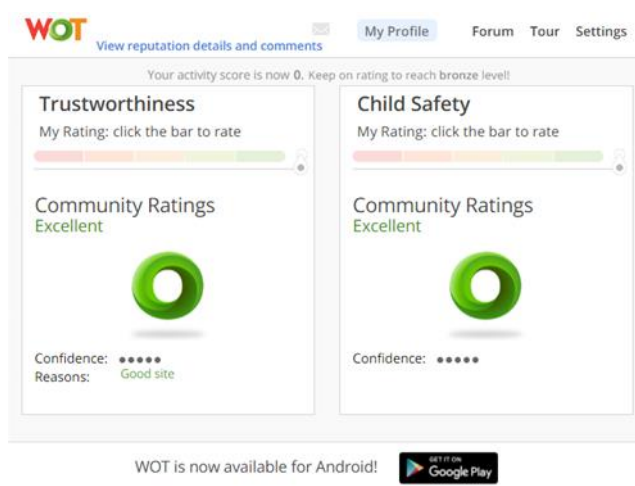 WOT
View reputation details and comments
My Profile
Forum
Tour
Settings
Your activity score is now 0. Keep on rating to reach bronze level!
Trustworthiness
My Rating: click the bar to rate
Community Ratings
Excellent
Confidence:
Reasons: Good site
Child Safety
My Rating: click the bar to rate
Community Ratings
Excellent
Confidence:
WOT is now available for Android!
GET IT ON
Google Play